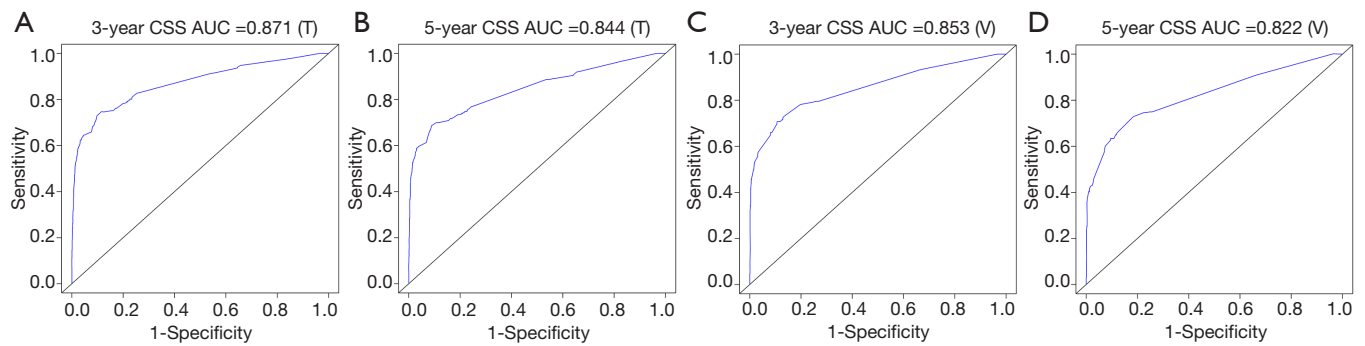 A
3-year CSS AUC =0.871 (T)
Sensitivity
1.0
0.8
0.6
0.4
0.2
0.0
0.0 0.2 0.4 0.6 0.8 1.0
1-Specificity
B
5-year CSS AUC =0.844 (T)
Sensitivity
1.0
0.8
0.6
0.4
0.2
0.0
0.0 0.2 0.4 0.6 0.8 1.0
1-Specificity
C
3-year CSS AUC =0.853 (V)
Sensitivity
1.0
0.8
0.6
0.4
0.2
0.0
0.0 0.2 0.4 0.6 0.8 1.0
1-Specificity
D
5-year CSS AUC =0.822 (V)
Sensitivity
1.0
0.8
0.6
0.4
0.2
0.0
0.0 0.2 0.4 0.6 0.8 1.0
1-Specificity